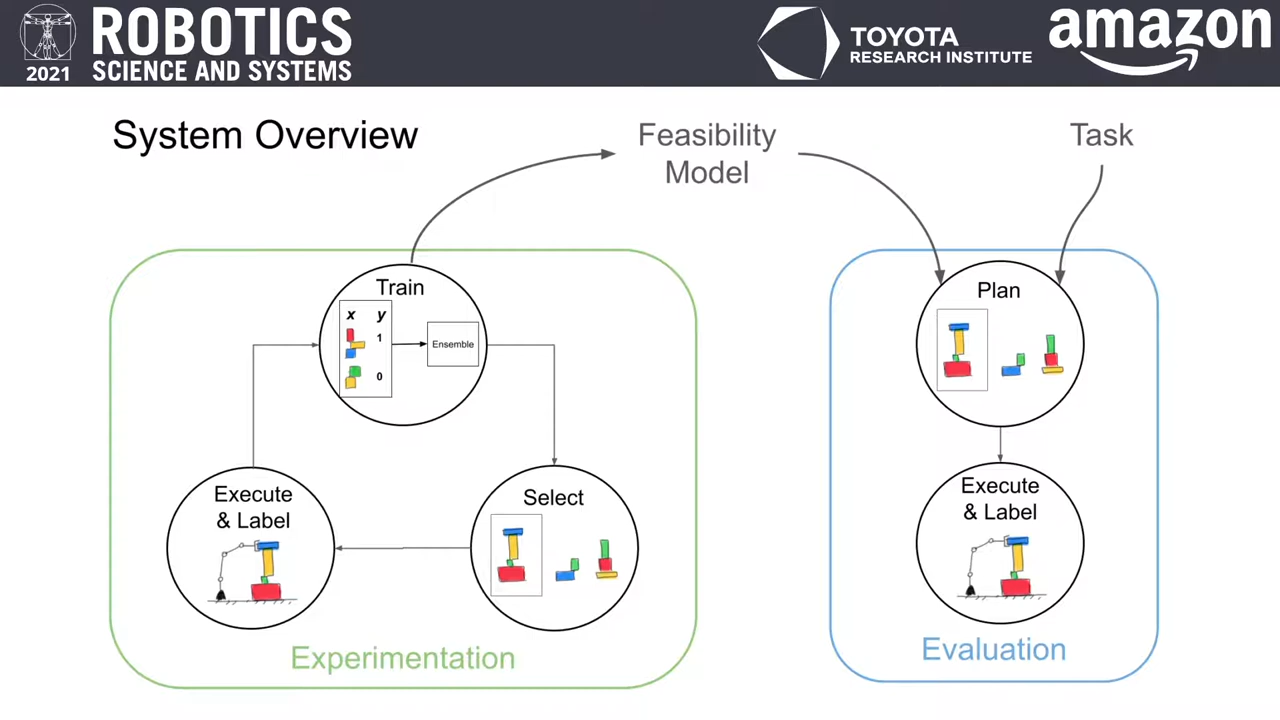 ROBOTICS
SCIENCE AND SYSTEMS
2021
TOYOTA
RESEARCH INSTITUTE
amazon
System Overview
Feasibility
Model
Task
Train
x y
1
0
Ensemble
Execute
& Label
Select
Experimentation
Plan
Execute
& Label
Evaluation